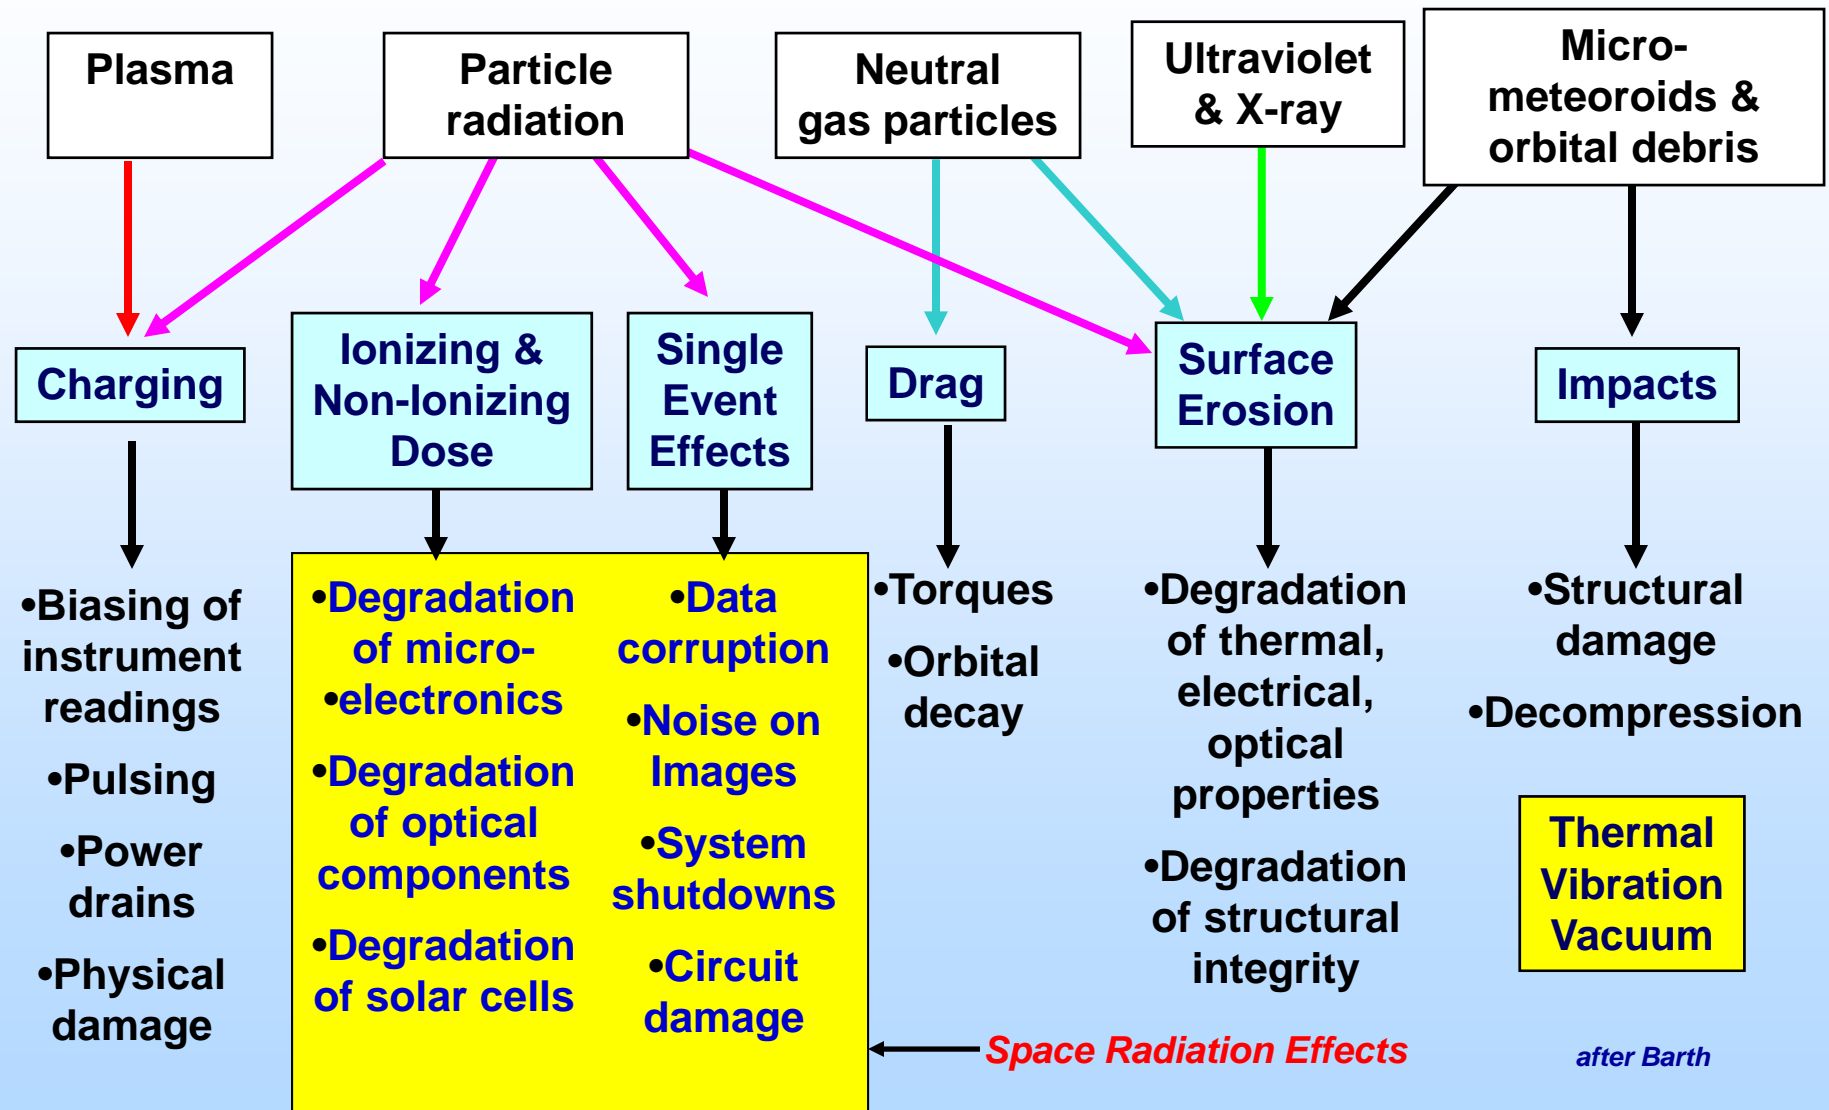 Plasma
Particle
radiation
Neutral
gas particles
Ultraviolet
& X-ray
Micro-
meteoroids &
orbital debris
Charging
Ionizing &
Non-Ionizing
Dose
Single
Event
Effects
Drag
Surface
Erosion
Impacts
•Biasing of
instrument
readings
•Pulsing
•Power
drains
•Physical
damage
•Degradation
of micro-
•electronics
•Degradation
of optical
components
•Degradation
of solar cells
•Data
corruption
•Noise on
Images
•System
shutdowns
•Circuit
damage
•Torques
•Orbital
decay
•Degradation
of thermal,
electrical,
optical
properties
•Degradation
of structural
integrity
•Structural
damage
•Decompression
Thermal
Vibration
Vacuum
Space Radiation Effects
after Barth